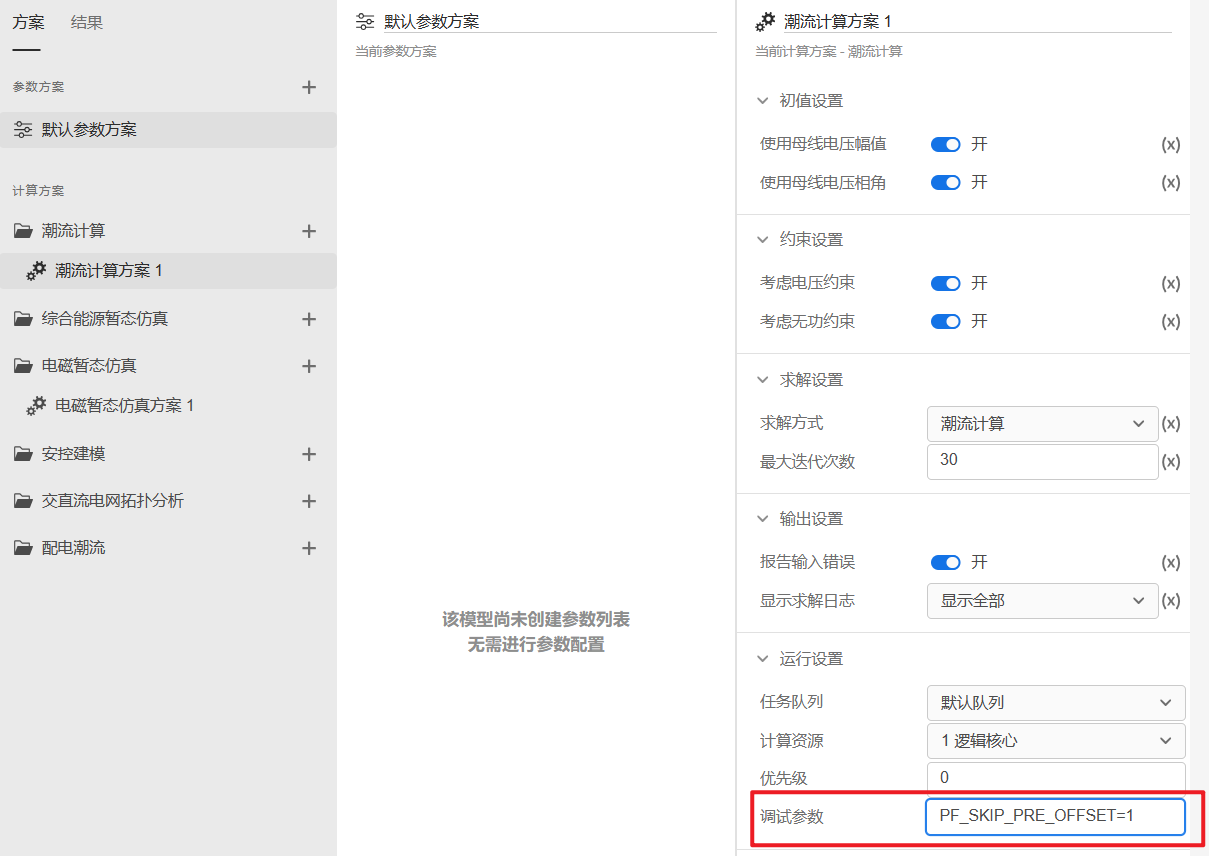 方案 结果
参数方案
默认参数方案
计算方案
潮流计算
潮流计算方案 1
综合能源暂态仿真
电磁暂态仿真
电磁暂态仿真方案 1
安控建模
交直流电网拓扑分析
配电潮流
默认参数方案
当前参数方案
该模型尚未创建参数列表
无需进行参数配置
潮流计算方案 1
当前计算方案 - 潮流计算
初值设置
使用母线电压幅值 开 (x)
使用母线电压相角 开 (x)
约束设置
考虑电压约束 开 (x)
考虑无功约束 开 (x)
求解设置
求解方式 潮流计算 (x)
最大迭代次数 30 (x)
输出设置
报告输入错误 开 (x)
显示求解日志 显示全部 (x)
运行设置
任务队列 默认队列
计算资源 1 逻辑核心
优先级 0
调试参数 PF_SKIP_PRE_OFFSET=1